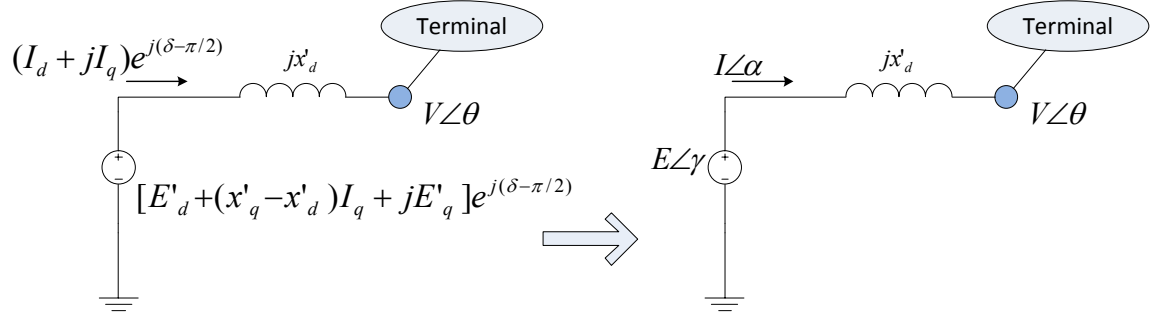 Terminal
(I_d + jI_q)e^{j(δ−π/2)}
jx'_d
V∠θ
+
−
[E'_d+(x'_q−x'_d)I_q + jE'_q]e^{j(δ−π/2)}
Terminal
I∠α
jx'_d
V∠θ
E∠γ
+
−